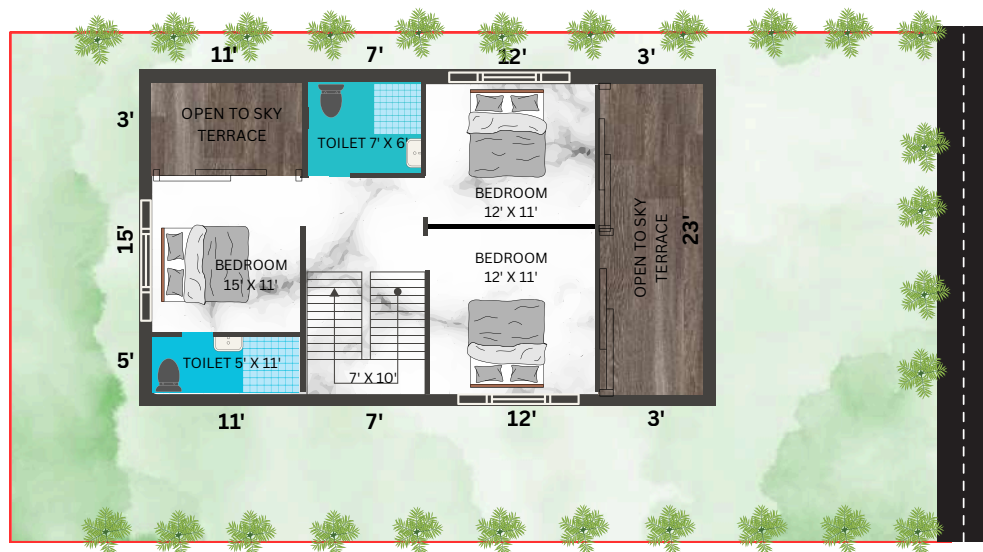 11'
7'
12'
3'
3'
OPEN TO SKY
TERRACE
TOILET 7' X 6'
BEDROOM
12' X 11'
OPEN TO SKY
TERRACE
23'
15'
BEDROOM
15' X 11'
BEDROOM
12' X 11'
5'
TOILET 5' X 11'
7' X 10'
11'
7'
12'
3'